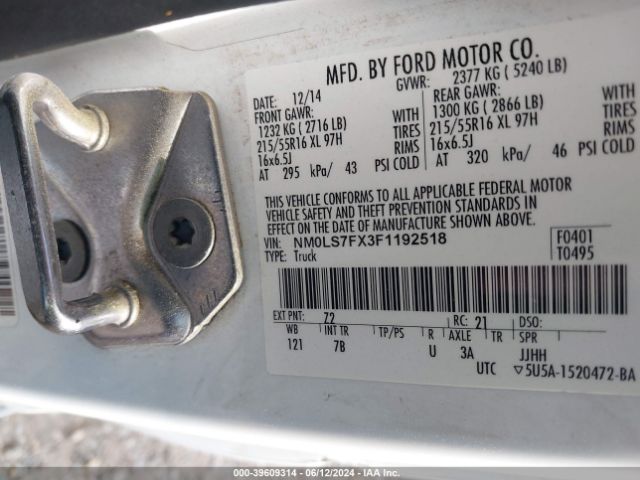 MFD. BY FORD MOTOR CO.
DATE: 12/14 GVWR: 2377 KG ( 5240 LB)
FRONT GAWR: REAR GAWR:
1232 KG ( 2716 LB) WITH 1300 KG ( 2866 LB) WITH
215/55R16 XL 97H TIRES 215/55R16 XL 97H TIRES
16x6.5J RIMS 16x6.5J RIMS
AT 295 kPa/ 43 PSI COLD AT 320 kPa/ 46 PSI COLD
THIS VEHICLE CONFORMS TO ALL APPLICABLE FEDERAL MOTOR
VEHICLE SAFETY AND THEFT PREVENTION STANDARDS IN
EFFECT ON THE DATE OF MANUFACTURE SHOWN ABOVE.
VIN: NM0LS7FX3F1192518 F0401
TYPE: Truck T0495
EXT PNT: Z2 RC: 21 DSO:
WB INT TR TP/PS R AXLE TR SPR
121 7B U 3A JJHH
UTC ▽5U5A-1520472-BA
000-39609314 - 06/12/2024 - IAA Inc.